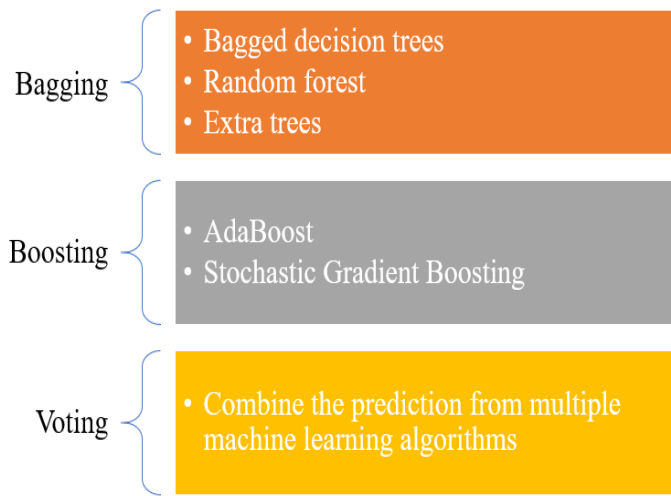 Bagging
• Bagged decision trees
• Random forest
• Extra trees
Boosting
• AdaBoost
• Stochastic Gradient Boosting
Voting
• Combine the prediction from multiple
machine learning algorithms